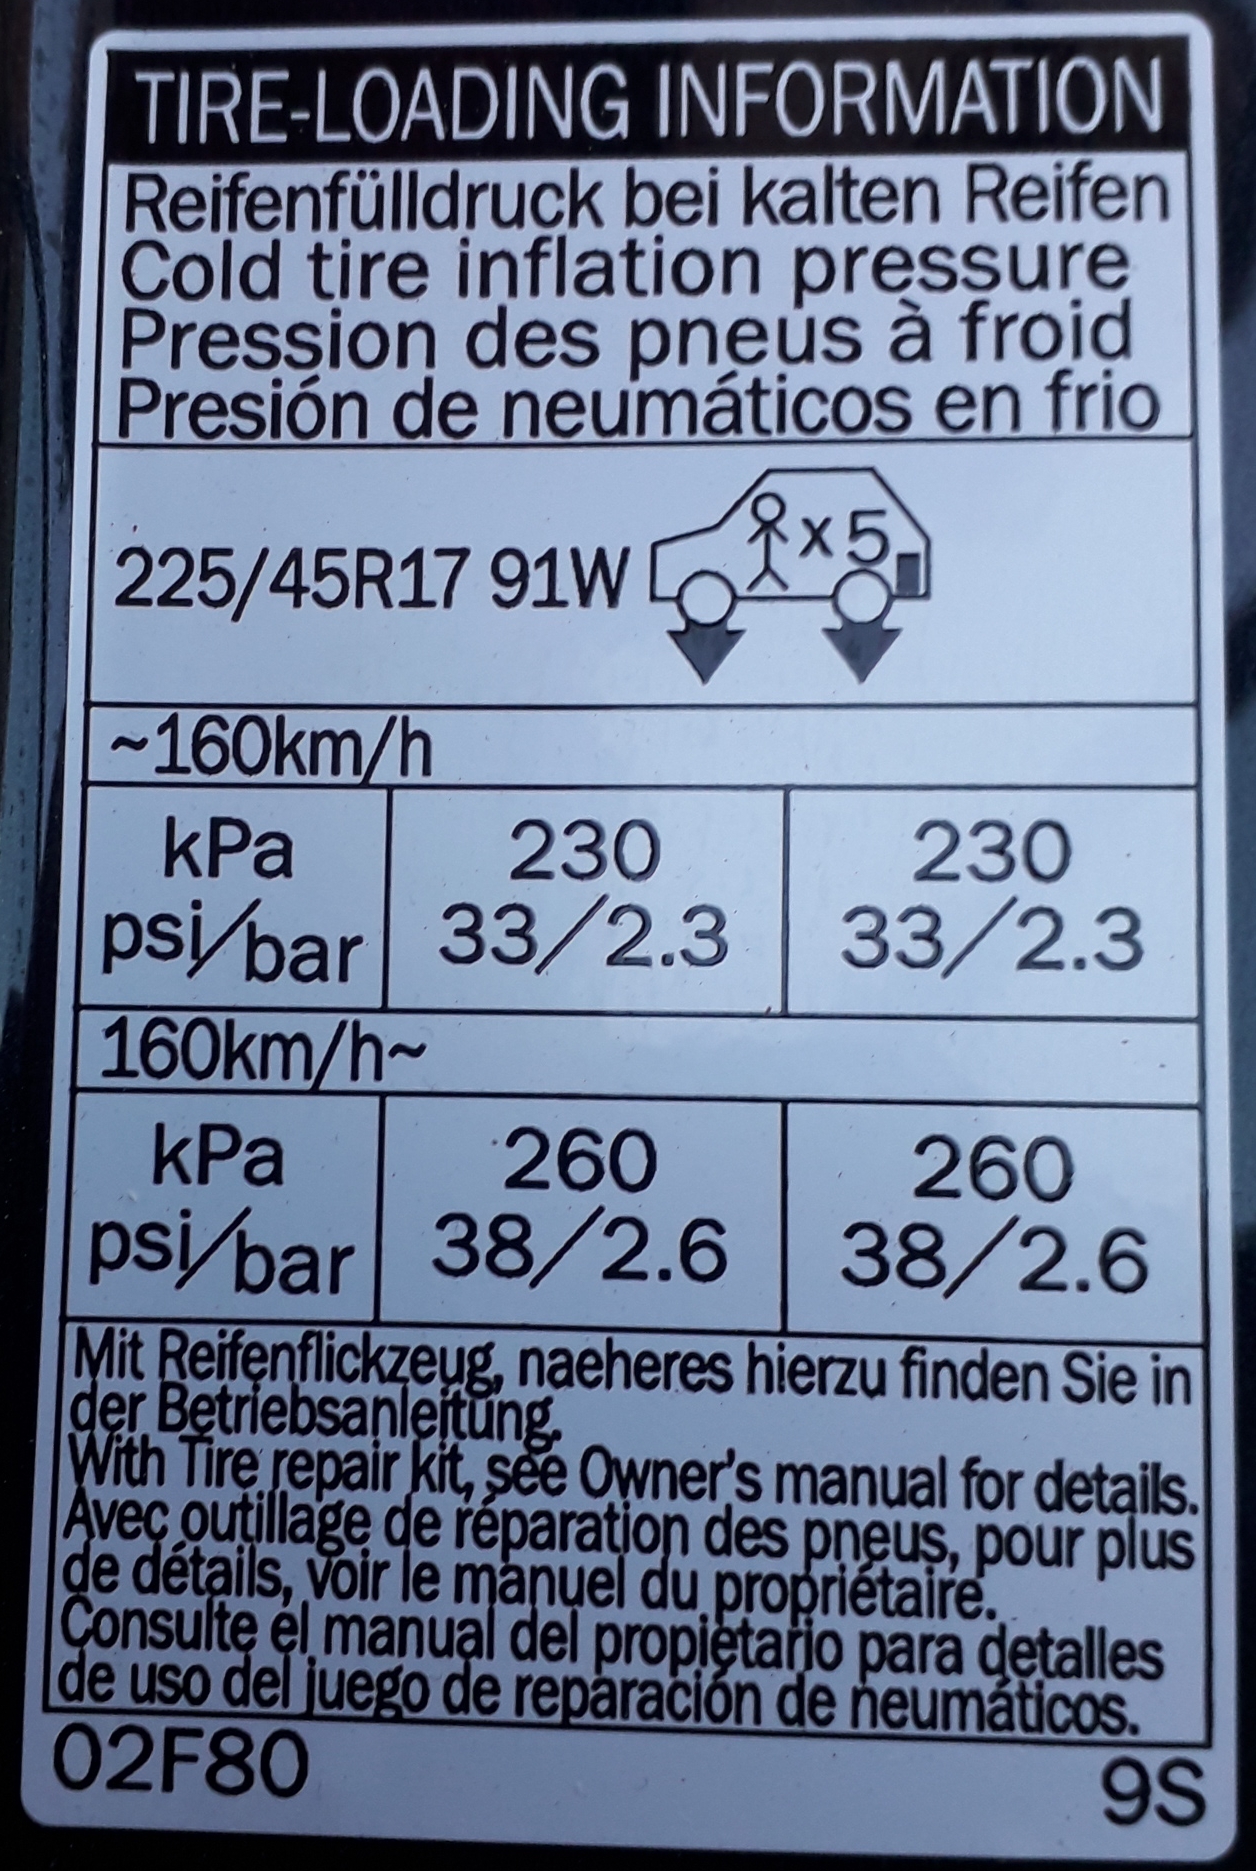 TIRE-LOADING INFORMATION
Reifenfülldruck bei kalten Reifen
Cold tire inflation pressure
Pression des pneus à froid
Presión de neumáticos en frio
225/45R17 91W x 5
~160km/h
kPa 230 230
psi/bar 33/2.3 33/2.3
160km/h~
kPa 260 260
psi/bar 38/2.6 38/2.6
Mit Reifenflickzeug, naeheres hierzu finden Sie in
der Betriebsanleitung.
With Tire repair kit, see Owner's manual for details.
Avec outillage de réparation des pneus, pour plus
de détails, voir le manuel du propriétaire.
Consulte el manual del propietario para detalles
de uso del juego de reparación de neumáticos.
02F80 9S